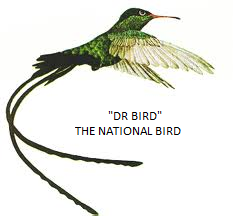 "DR BIRD"
THE NATIONAL BIRD